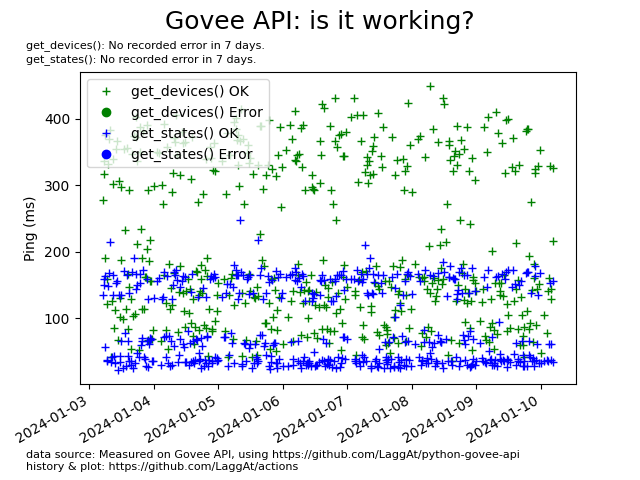 Govee API: is it working?
get_devices(): No recorded error in 7 days.
get_states(): No recorded error in 7 days.
get_devices() OK
get_devices() Error
get_states() OK
get_states() Error
400
300
200
100
Ping (ms)
2024-01-03
2024-01-04
2024-01-05
2024-01-06
2024-01-07
2024-01-08
2024-01-09
2024-01-10
data source: Measured on Govee API, using https://github.com/LaggAt/python-govee-api
history & plot: https://github.com/LaggAt/actions